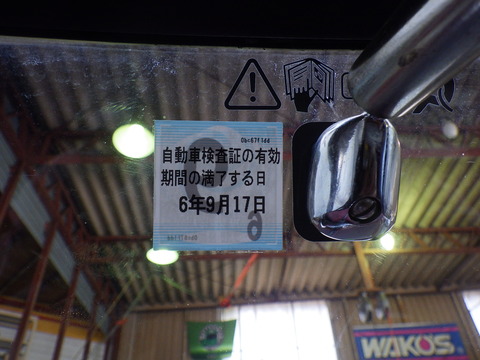 自動車検査証の有効
期間の満了する日
6年9月17日
WAKO'S